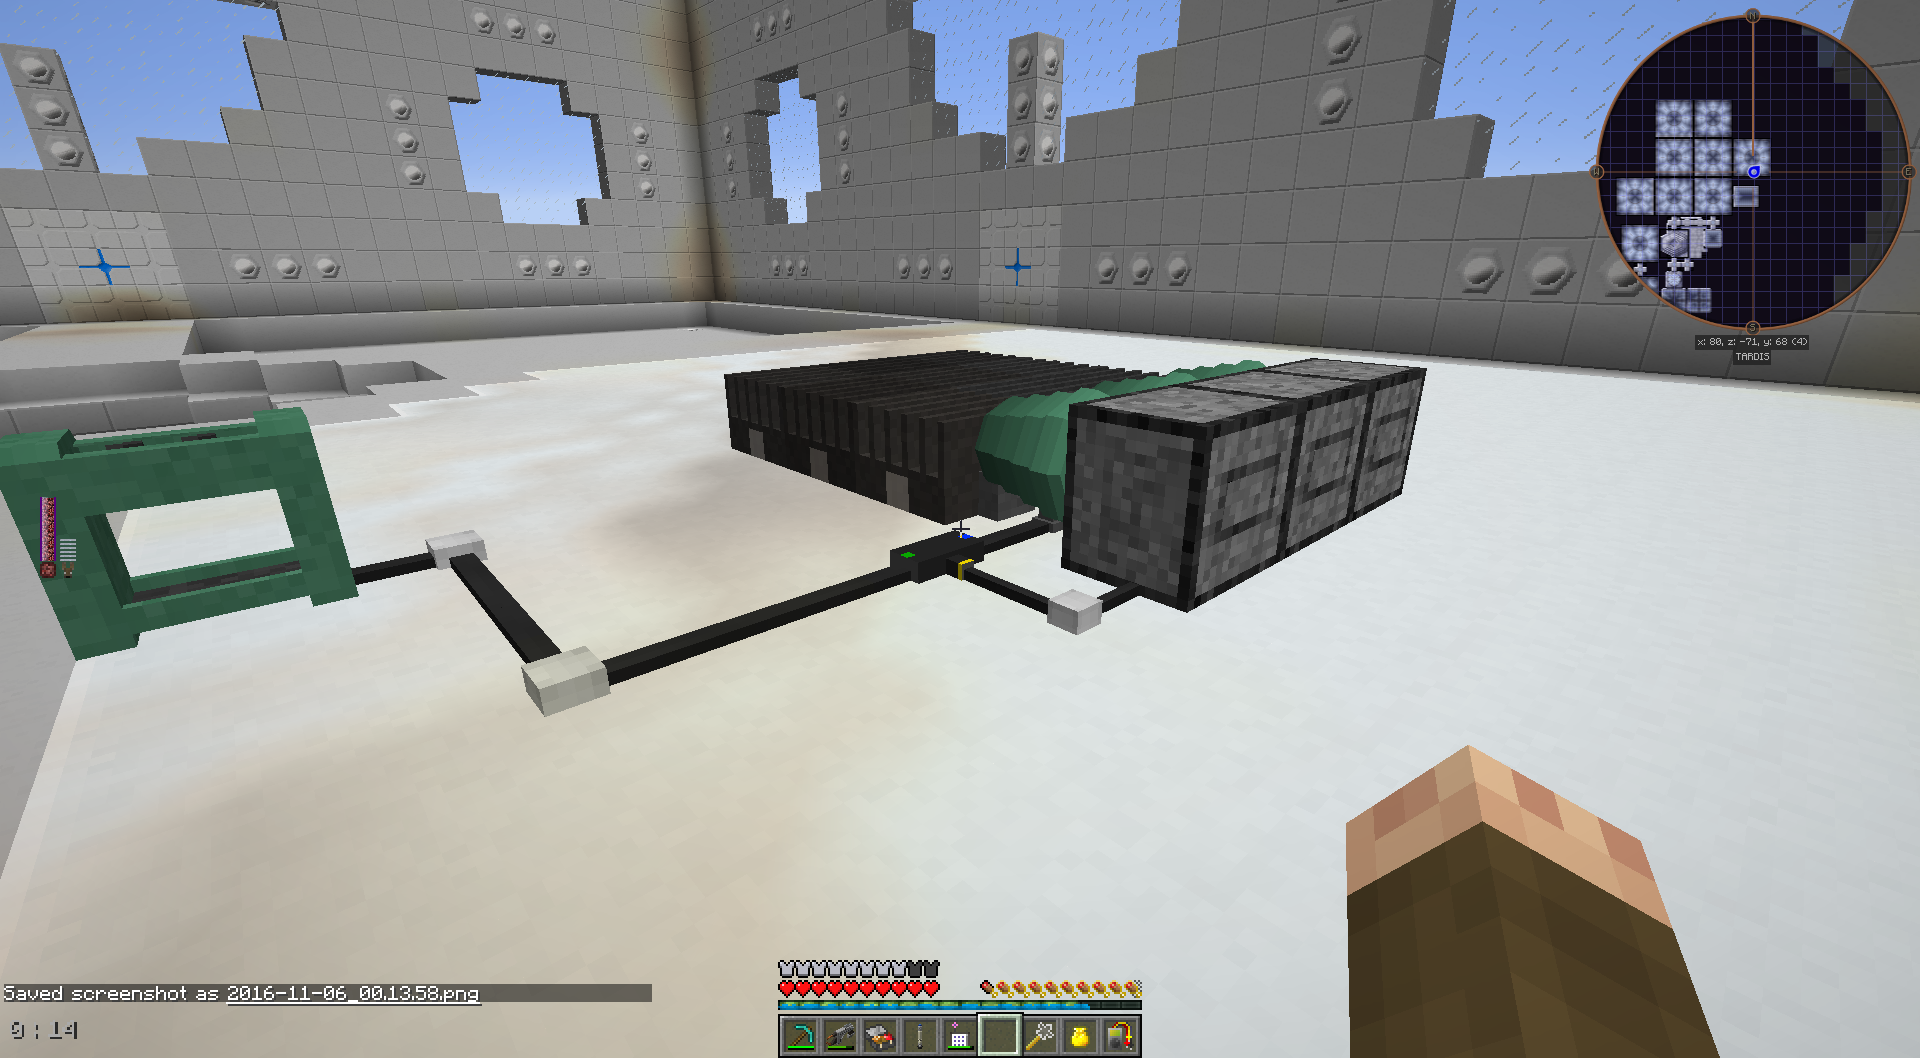 N
W
E
S
x: 80, z: -71, y: 68 (4)
TARDIS
Saved screenshot as 2016-11-06_00.13.58.png
9:14